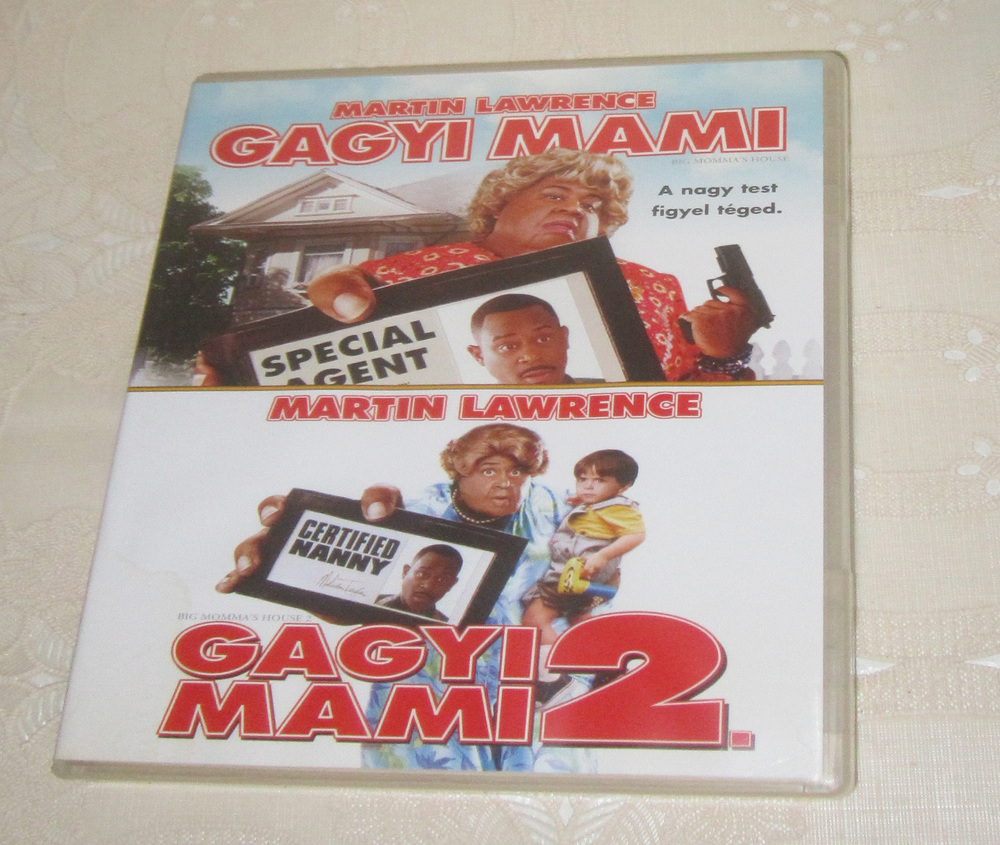 MARTIN LAWRENCE
GAGYI MAMI
BIG MOMMA'S HOUSE
A nagy test
figyel téged.
SPECIAL
AGENT
MARTIN LAWRENCE
CERTIFIED
NANNY
BIG MOMMA'S HOUSE 2
GAGYI
MAMI 2.